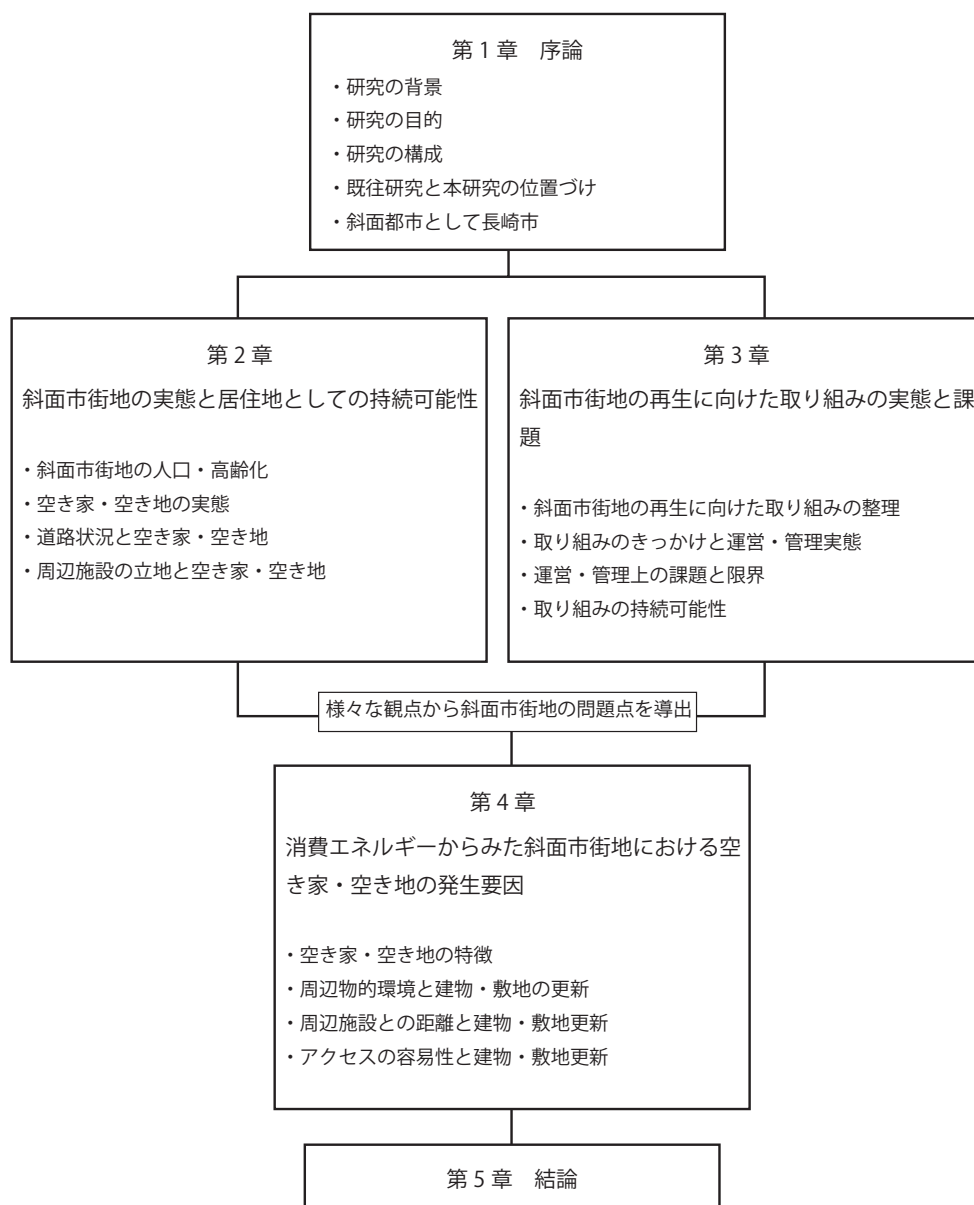 第1章　序論
・研究の背景
・研究の目的
・研究の構成
・既往研究と本研究の位置づけ
・斜面都市として長崎市
第2章
斜面市街地の実態と居住地としての持続可能性
・斜面市街地の人口・高齢化
・空き家・空き地の実態
・道路状況と空き家・空き地
・周辺施設の立地と空き家・空き地
第3章
斜面市街地の再生に向けた取り組みの実態と課
題
・斜面市街地の再生に向けた取り組みの整理
・取り組みのきっかけと運営・管理実態
・運営・管理上の課題と限界
・取り組みの持続可能性
様々な観点から斜面市街地の問題点を導出
第4章
消費エネルギーからみた斜面市街地における空
き家・空き地の発生要因
・空き家・空き地の特徴
・周辺物的環境と建物・敷地の更新
・周辺施設との距離と建物・敷地更新
・アクセスの容易性と建物・敷地更新
第5章　結論